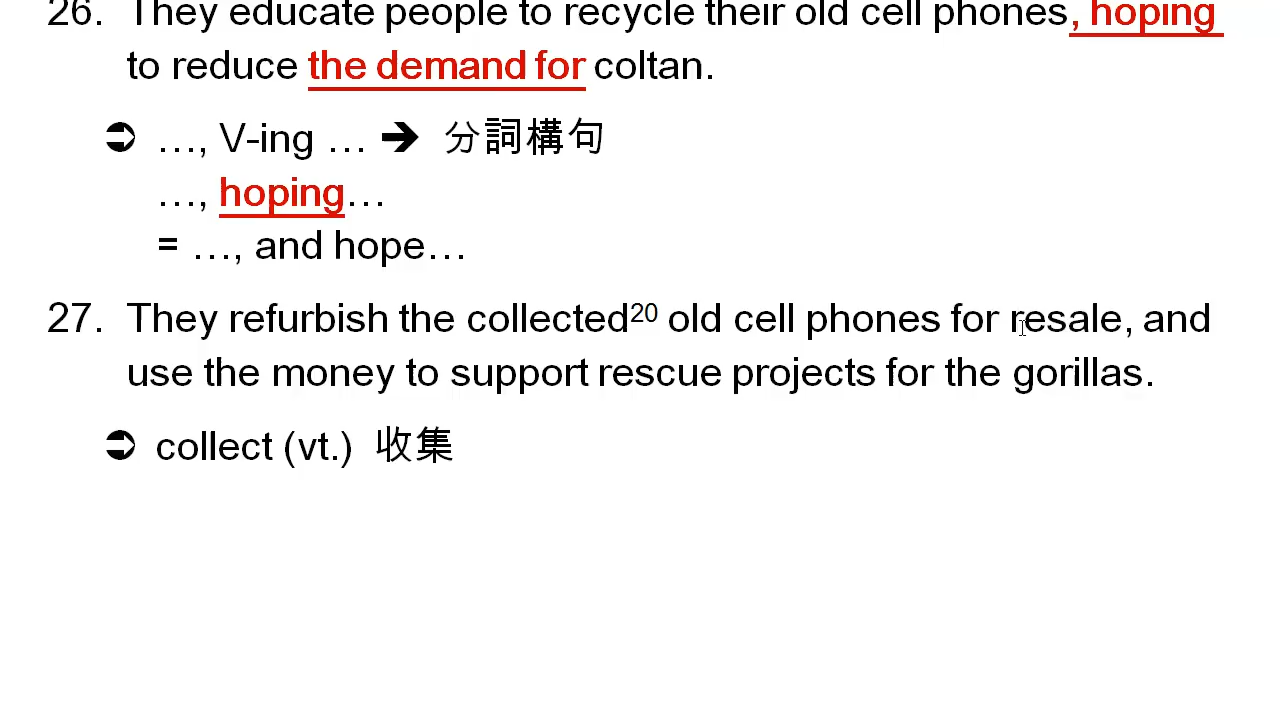 26. They educate people to recycle their old cell phones, hoping
to reduce the demand for coltan.
➲ …, V-ing … ➔ 分詞構句
…, hoping…
= …, and hope…
27. They refurbish the collected20 old cell phones for resale, and
use the money to support rescue projects for the gorillas.
➲ collect (vt.) 收集